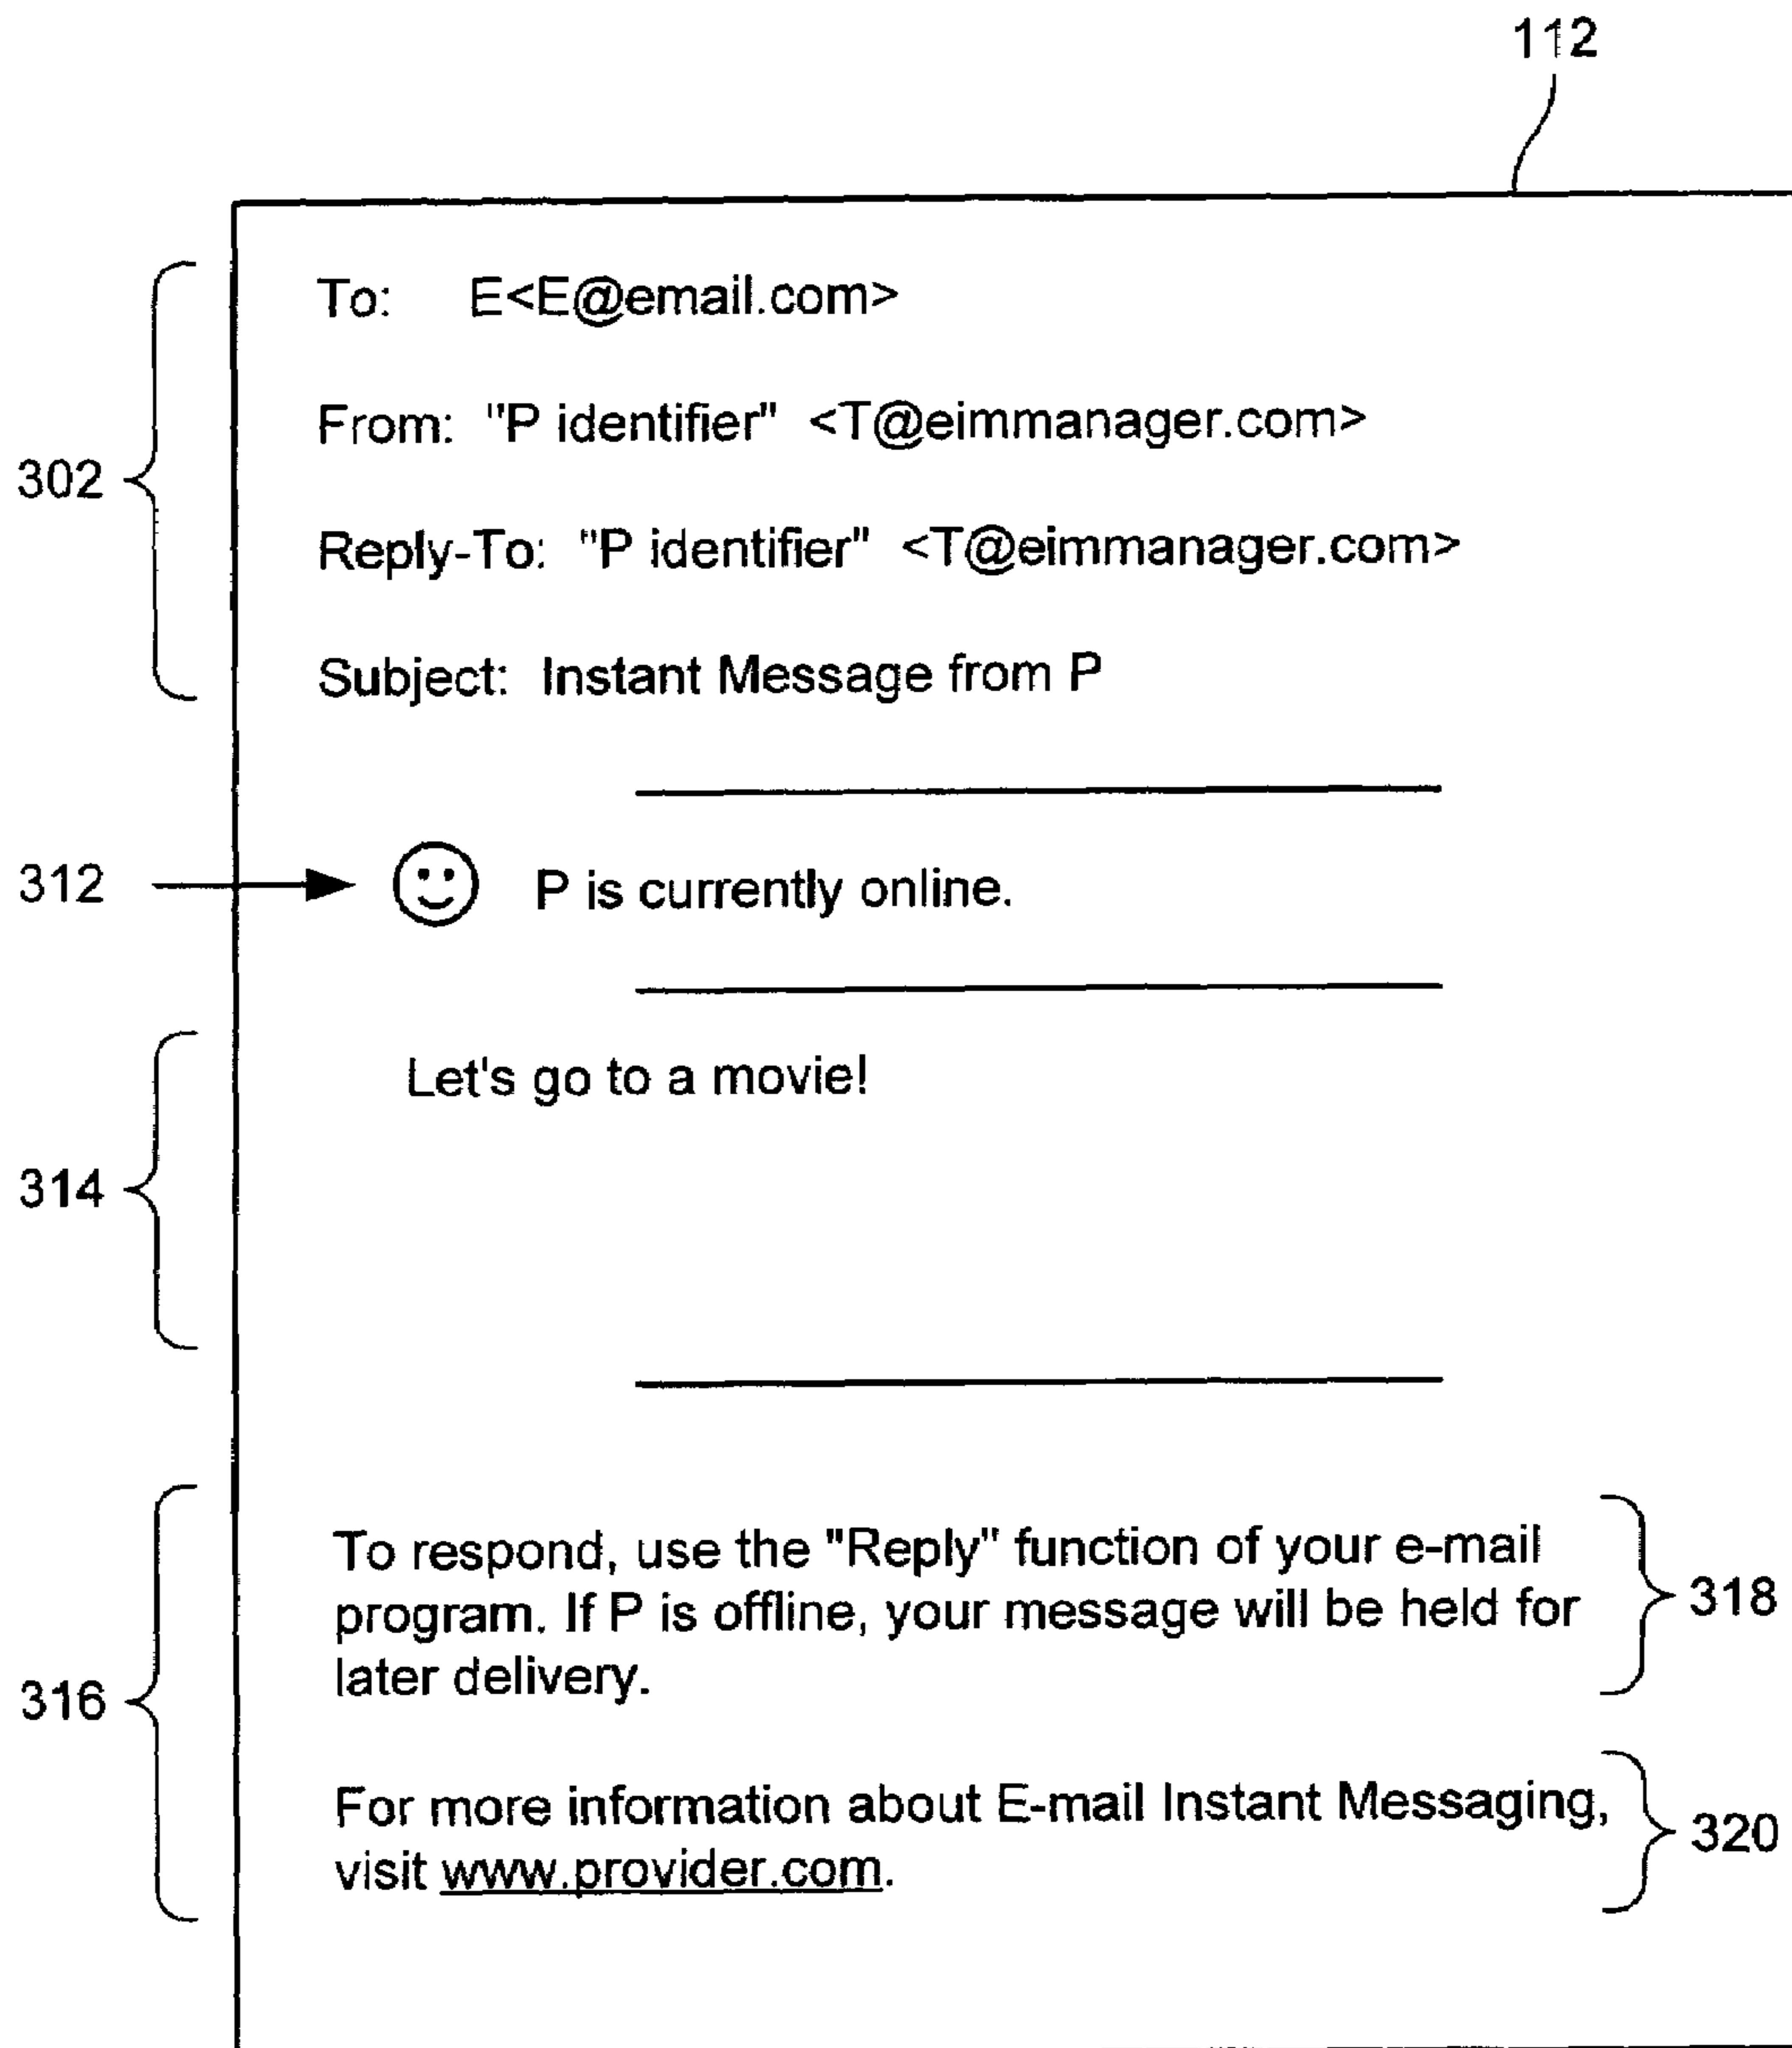 112
302
To: E<E@email.com>
From: "P identifier" <T@eimmanager.com>
Reply-To: "P identifier" <T@eimmanager.com>
Subject: Instant Message from P
312
P is currently online.
314
Let's go to a movie!
316
To respond, use the "Reply" function of your e-mail
program. If P is offline, your message will be held for
later delivery.
318
For more information about E-mail Instant Messaging,
visit www.provider.com.
320